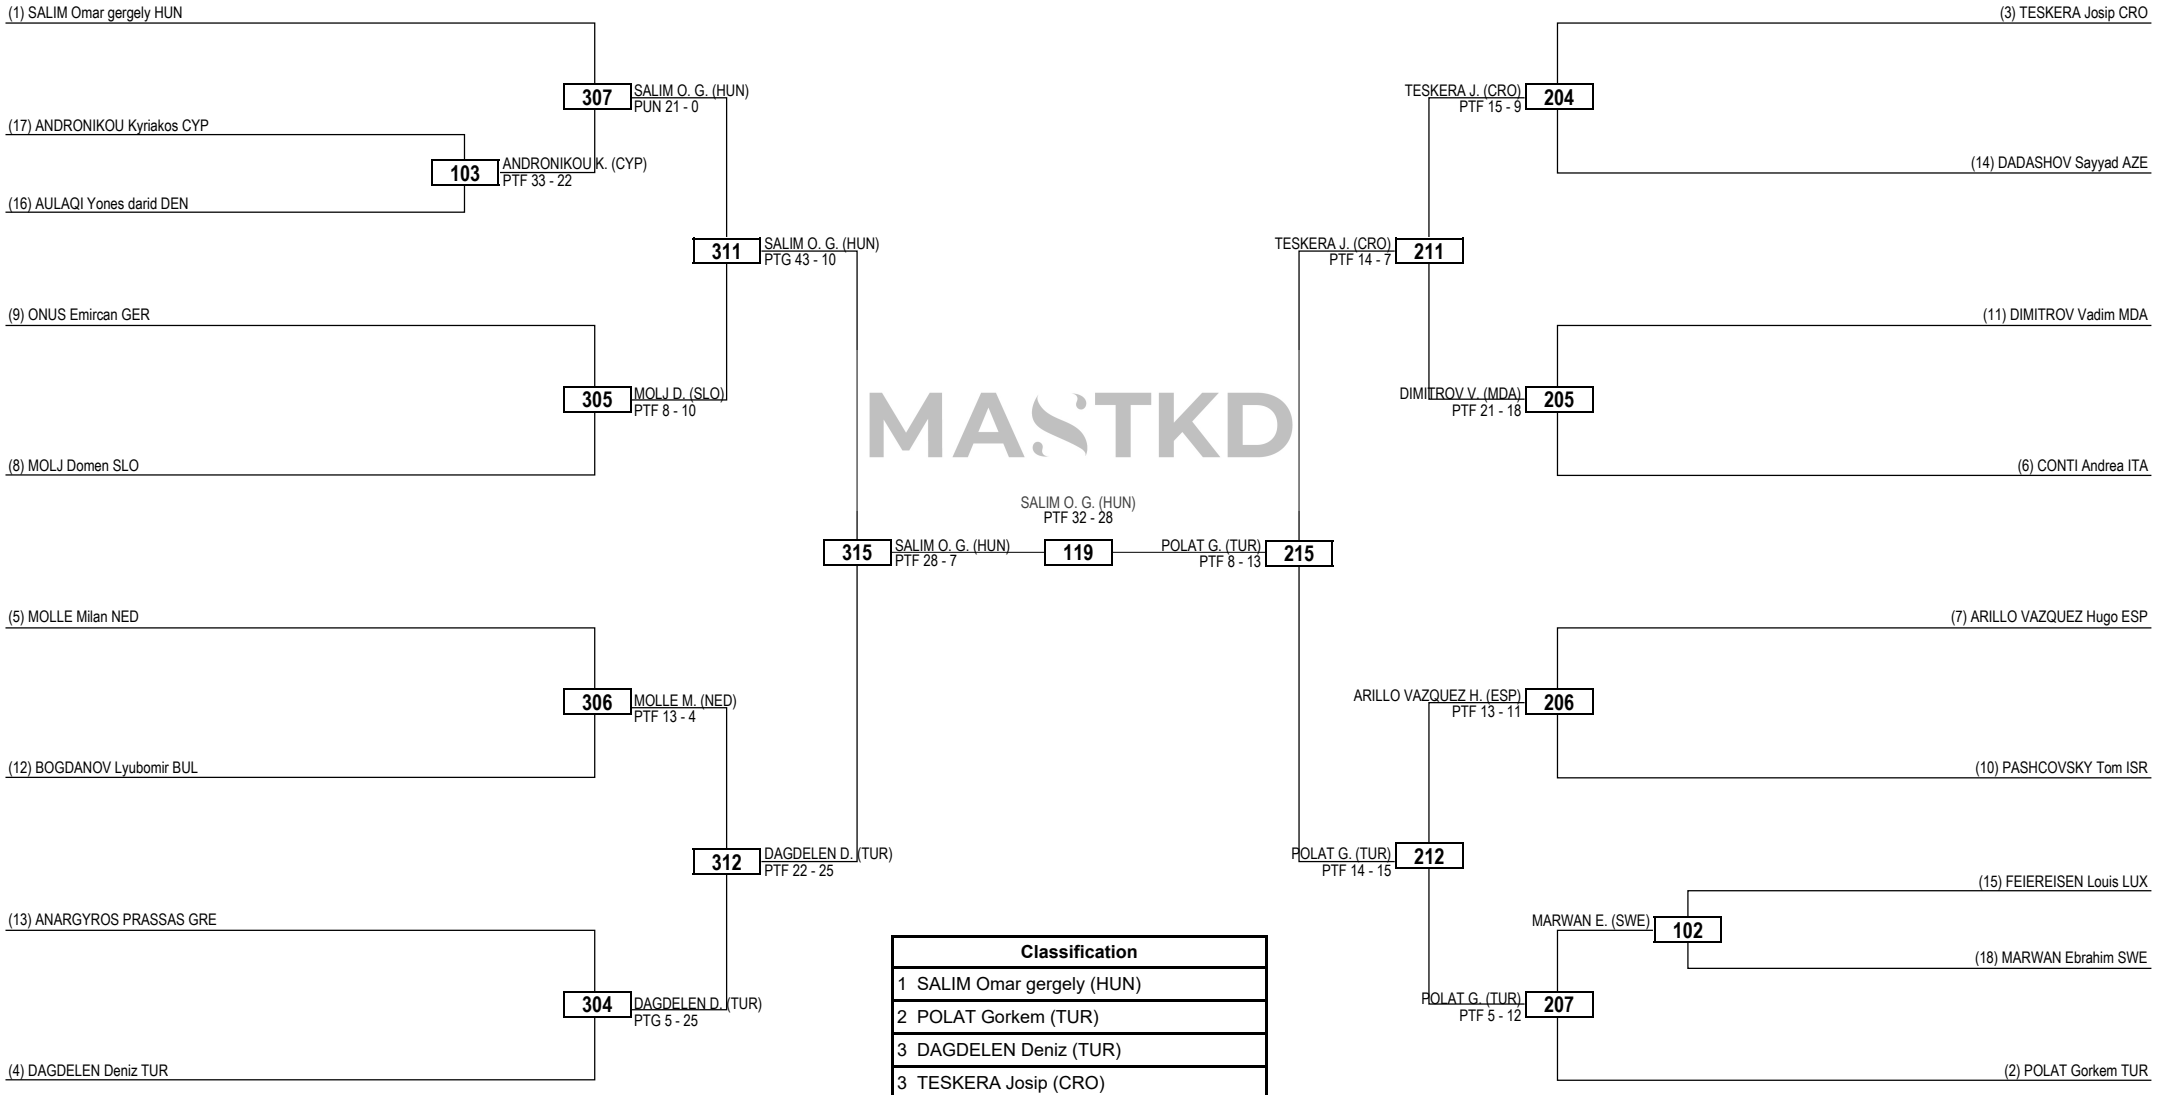 (1) SALIM Omar gergely HUN
307
SALIM O. G. (HUN)
PUN 21 - 0
(17) ANDRONIKOU Kyriakos CYP
103
ANDRONIKOU K. (CYP)
PTF 33 - 22
(16) AULAQI Yones darid DEN
311
SALIM O. G. (HUN)
PTG 43 - 10
(9) ONUS Emircan GER
305
MOLJ D. (SLO)
PTF 8 - 10
(8) MOLJ Domen SLO
315
SALIM O. G. (HUN)
PTF 28 - 7
(5) MOLLE Milan NED
306
MOLLE M. (NED)
PTF 13 - 4
(12) BOGDANOV Lyubomir BUL
312
DAGDELEN D. (TUR)
PTF 22 - 25
(13) ANARGYROS PRASSAS GRE
304
DAGDELEN D. (TUR)
PTG 5 - 25
(4) DAGDELEN Deniz TUR
MASTKD
SALIM O. G. (HUN)
PTF 32 - 28
119
(3) TESKERA Josip CRO
TESKERA J. (CRO)
PTF 15 - 9
204
(14) DADASHOV Sayyad AZE
TESKERA J. (CRO)
PTF 14 - 7
211
(11) DIMITROV Vadim MDA
DIMITROV V. (MDA)
PTF 21 - 18
205
(6) CONTI Andrea ITA
POLAT G. (TUR)
PTF 8 - 13
215
(7) ARILLO VAZQUEZ Hugo ESP
ARILLO VAZQUEZ H. (ESP)
PTF 13 - 11
206
(10) PASHCOVSKY Tom ISR
POLAT G. (TUR)
PTF 14 - 15
212
(15) FEIEREISEN Louis LUX
MARWAN E. (SWE)
102
(18) MARWAN Ebrahim SWE
POLAT G. (TUR)
PTF 5 - 12
207
(2) POLAT Gorkem TUR
Classification
1 SALIM Omar gergely (HUN)
2 POLAT Gorkem (TUR)
3 DAGDELEN Deniz (TUR)
3 TESKERA Josip (CRO)